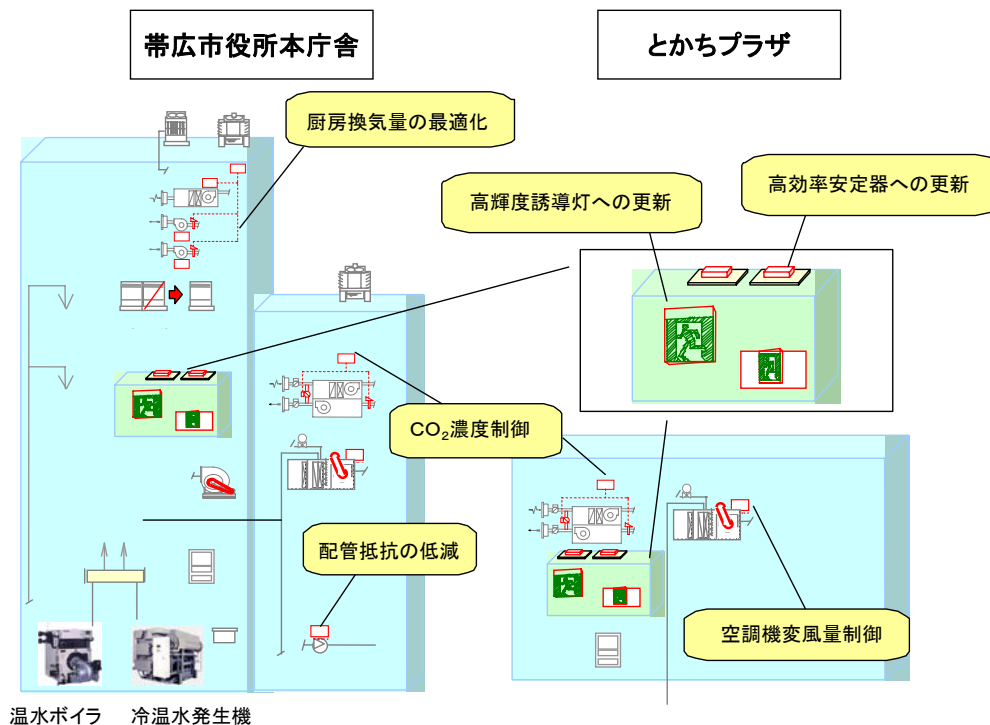 帯広市役所本庁舎
とかちプラザ
厨房換気量の最適化
高輝度誘導灯への更新
高効率安定器への更新
CO₂濃度制御
配管抵抗の低減
空調機変風量制御
温水ボイラ
冷温水発生機